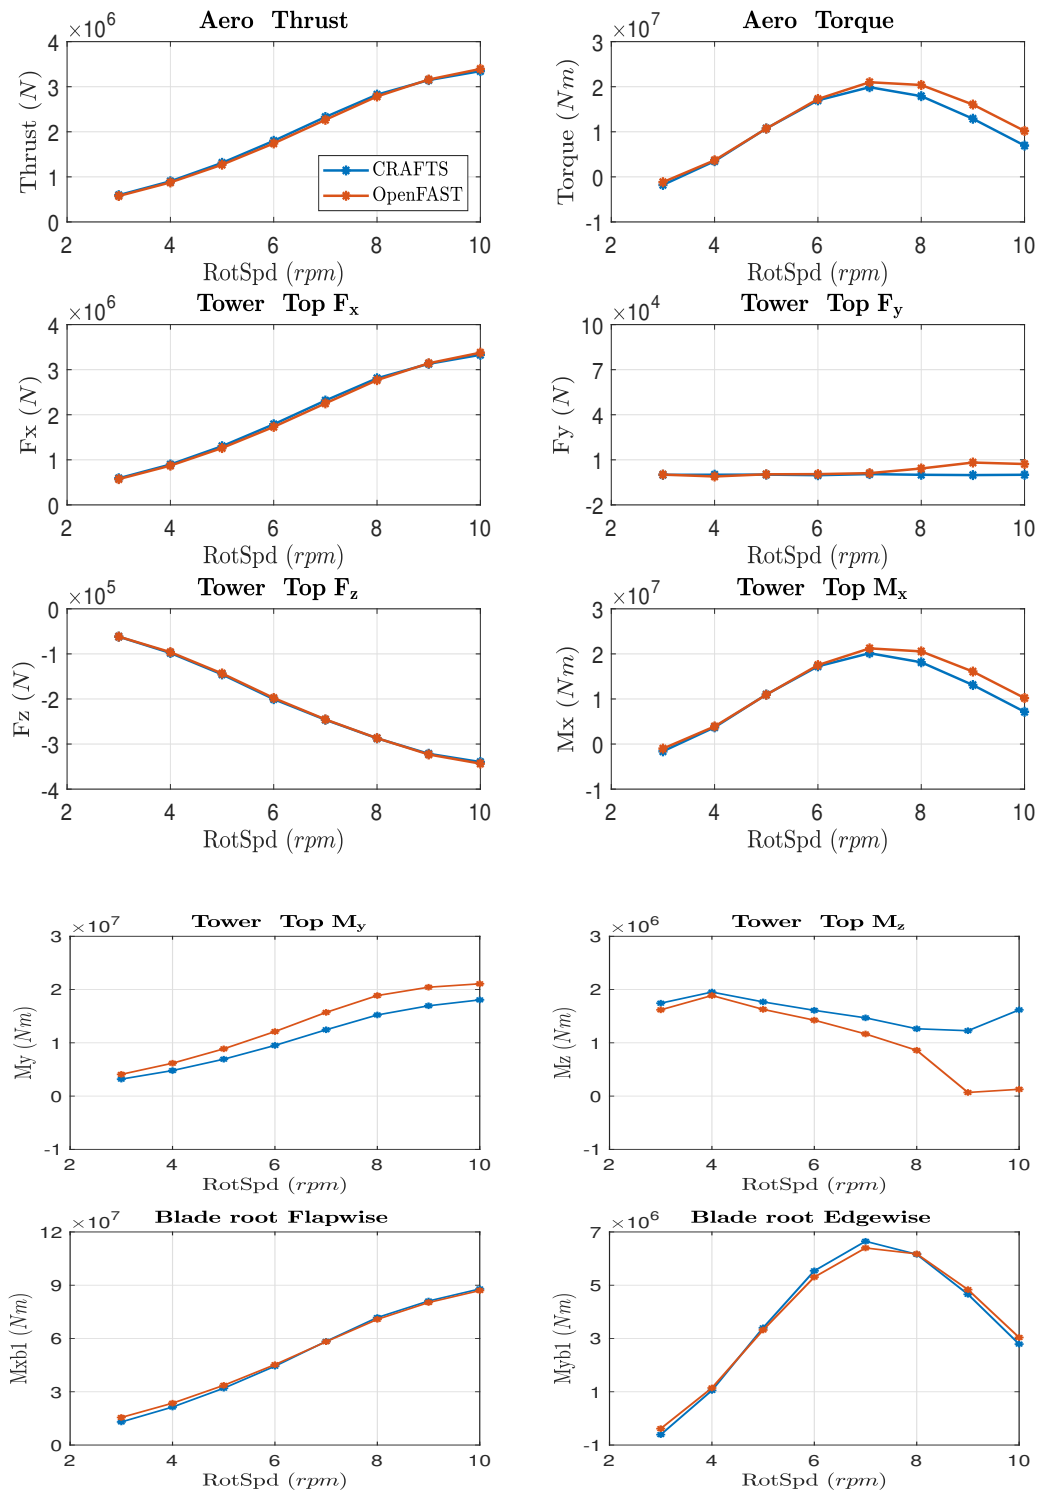 Aero Thrust
×10^6
4
3
2
1
0
Thrust (N)
CRAFTS
OpenFAST
2 4 6 8 10
RotSpd (rpm)
Aero Torque
×10^7
3
2
1
0
-1
Torque (Nm)
2 4 6 8 10
RotSpd (rpm)
Tower Top F_x
×10^6
4
3
2
1
0
Fx (N)
2 4 6 8 10
RotSpd (rpm)
Tower Top F_y
×10^4
10
7
4
1
-2
Fy (N)
2 4 6 8 10
RotSpd (rpm)
Tower Top F_z
×10^5
0
-1
-2
-3
-4
Fz (N)
2 4 6 8 10
RotSpd (rpm)
Tower Top M_x
×10^7
3
2
1
0
-1
Mx (Nm)
2 4 6 8 10
RotSpd (rpm)
Tower Top M_y
×10^7
3
2
1
0
-1
My (Nm)
2 4 6 8 10
RotSpd (rpm)
Tower Top M_z
×10^6
3
2
1
0
-1
Mz (Nm)
2 4 6 8 10
RotSpd (rpm)
Blade root Flapwise
×10^7
12
9
6
3
0
Mxb1 (Nm)
2 4 6 8 10
RotSpd (rpm)
Blade root Edgewise
×10^6
7
5
3
1
-1
Myb1 (Nm)
2 4 6 8 10
RotSpd (rpm)